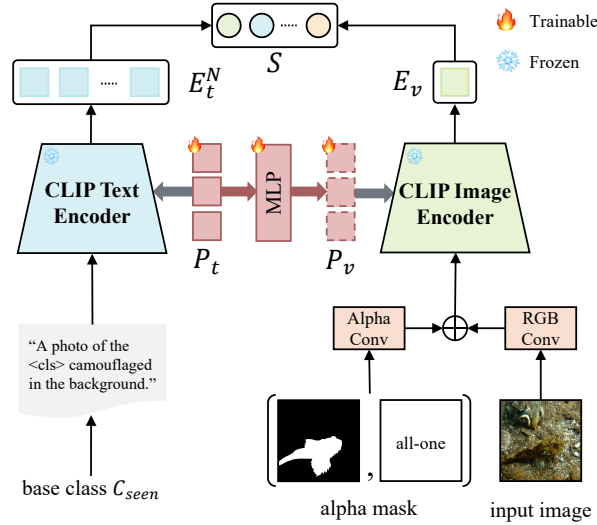 Trainable
Frozen
S
.....
E_t^N
E_v
CLIP Text
Encoder
MLP
CLIP Image
Encoder
P_t
P_v
Alpha
Conv
RGB
Conv
“A photo of the
<cls> camouflaged
in the background.”
,
all-one
base class C_seen
alpha mask
input image